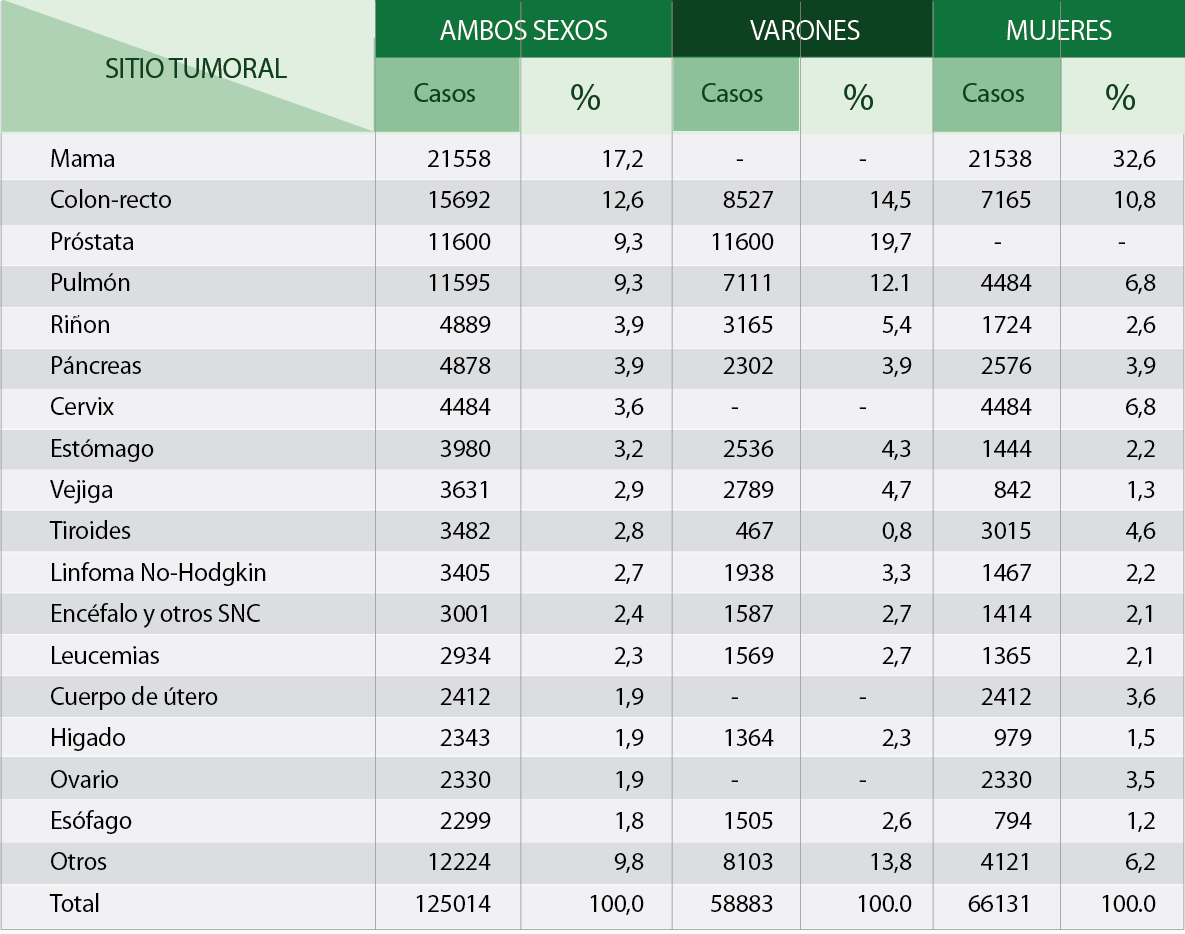 SITIO TUMORAL AMBOS SEXOS VARONES MUJERES
Casos % Casos % Casos %
Mama 21558 17,2 - - 21538 32,6
Colon-recto 15692 12,6 8527 14,5 7165 10,8
Próstata 11600 9,3 11600 19,7 - -
Pulmón 11595 9,3 7111 12.1 4484 6,8
Riñon 4889 3,9 3165 5,4 1724 2,6
Páncreas 4878 3,9 2302 3,9 2576 3,9
Cervix 4484 3,6 - - 4484 6,8
Estómago 3980 3,2 2536 4,3 1444 2,2
Vejiga 3631 2,9 2789 4,7 842 1,3
Tiroides 3482 2,8 467 0,8 3015 4,6
Linfoma No-Hodgkin 3405 2,7 1938 3,3 1467 2,2
Encéfalo y otros SNC 3001 2,4 1587 2,7 1414 2,1
Leucemias 2934 2,3 1569 2,7 1365 2,1
Cuerpo de útero 2412 1,9 - - 2412 3,6
Higado 2343 1,9 1364 2,3 979 1,5
Ovario 2330 1,9 - - 2330 3,5
Esófago 2299 1,8 1505 2,6 794 1,2
Otros 12224 9,8 8103 13,8 4121 6,2
Total 125014 100,0 58883 100.0 66131 100.0